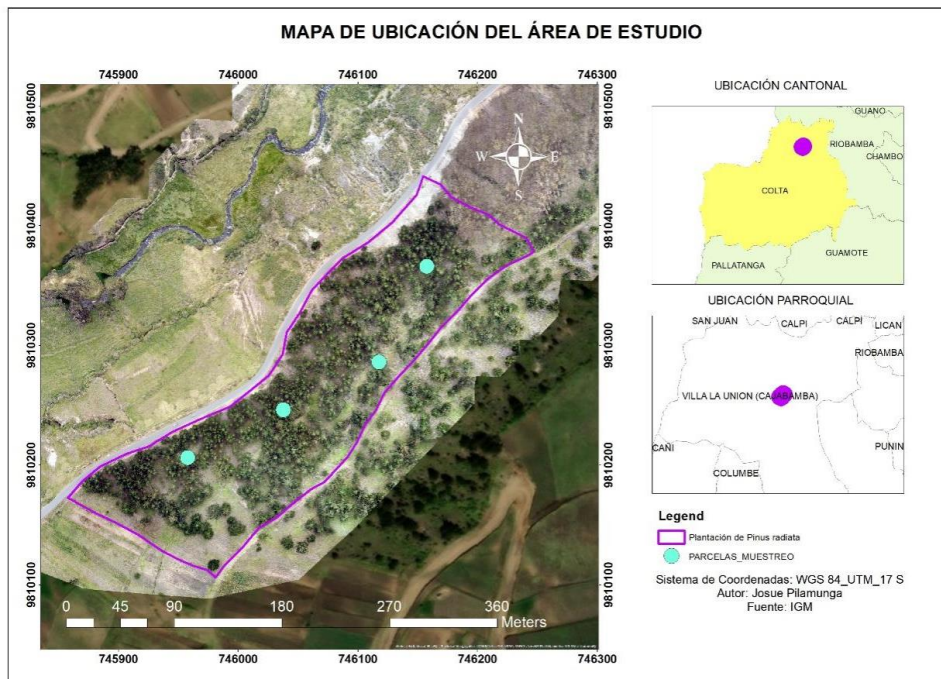 MAPA DE UBICACIÓN DEL ÁREA DE ESTUDIO
745900 746000 746100 746200 746300
9810500
9810400
9810300
9810200
9810100
N
W E
S
0 45 90 180 270 360
Meters
9810500
9810400
9810300
9810200
9810100
745900 746000 746100 746200 746300
UBICACIÓN CANTONAL
GUANO
RIOBAMBA
CHAMBO
COLTA
GUAMOTE
PALLATANGA
UBICACIÓN PARROQUIAL
SAN JUAN CALPI CALPI LICAN
RIOBAMBA
VILLA LA UNION (CAJABAMBA)
CAÑI
PUNIN
COLUMBE
Legend
Plantación de Pinus radiata
PARCELAS_MUESTREO
Sistema de Coordenadas: WGS 84_UTM_17 S
Autor: Josue Pilamunga
Fuente: IGM